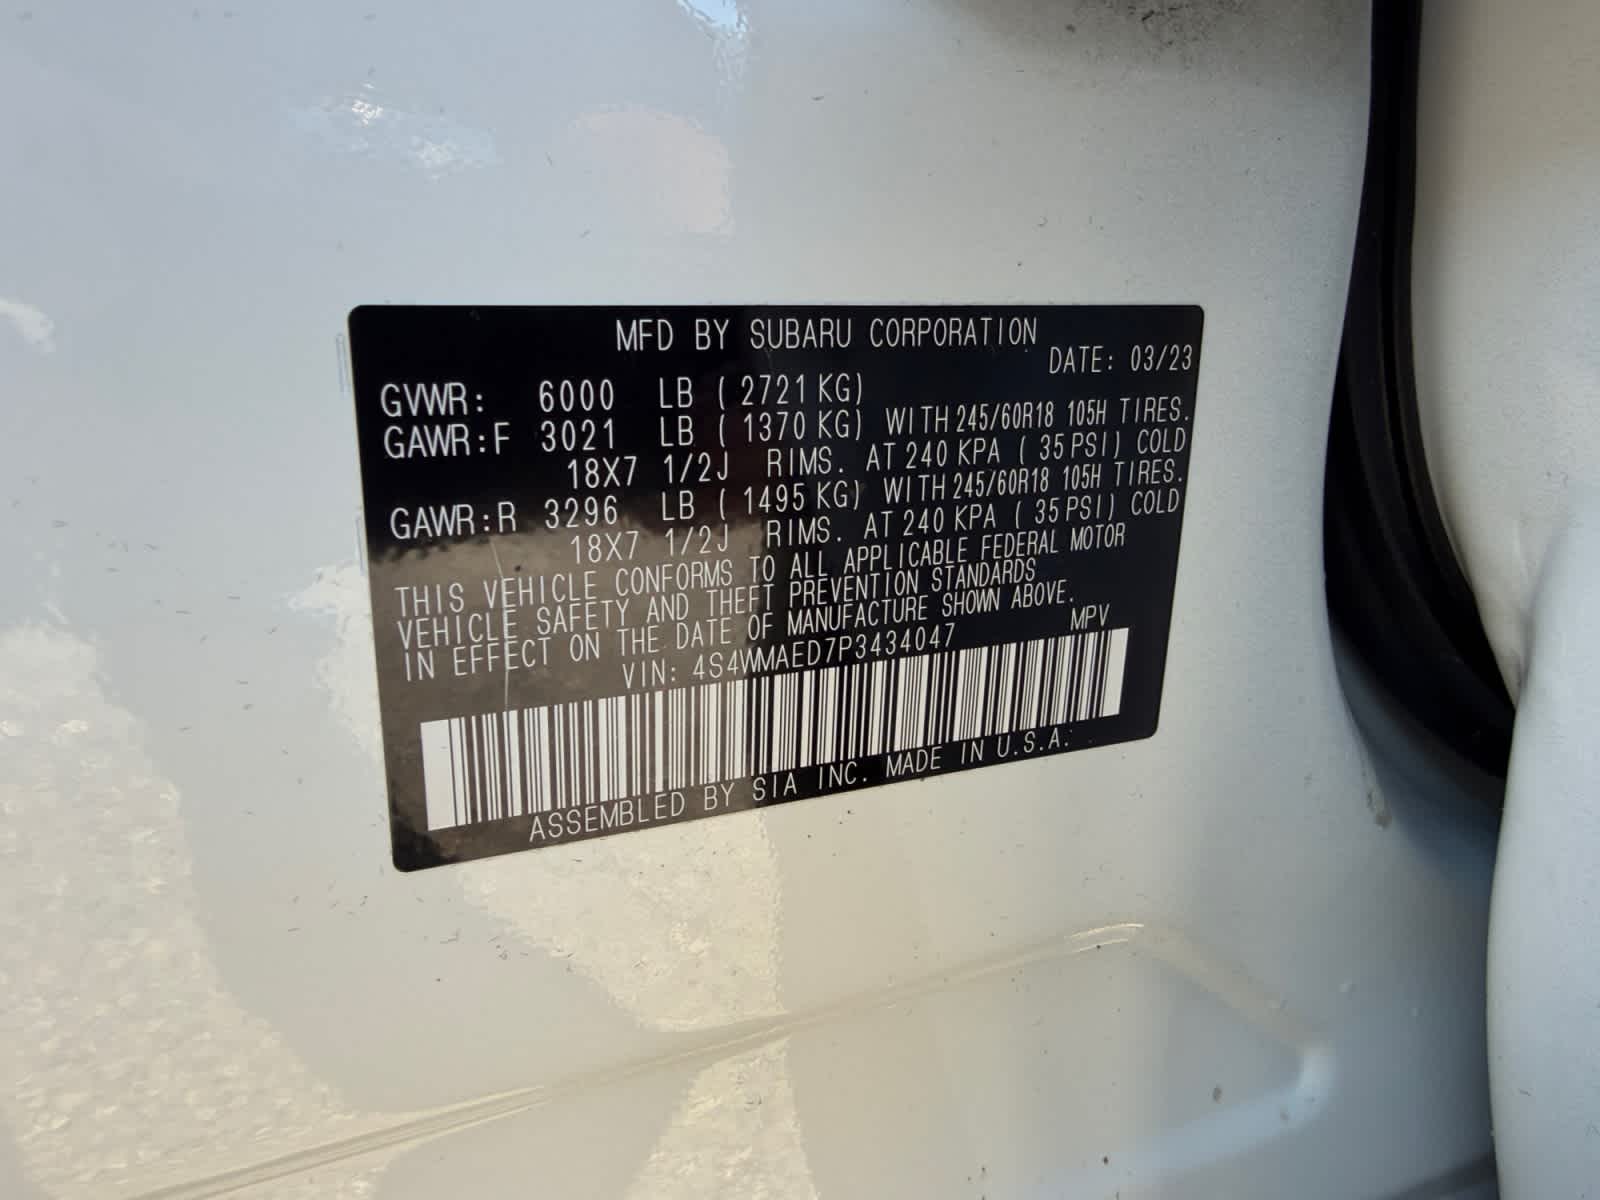 MFD BY SUBARU CORPORATION
DATE: 03/23
GVWR: 6000 LB ( 2721 KG)
GAWR:F 3021 LB ( 1370 KG) WITH 245/60R18 105H TIRES.
18X7 1/2J RIMS. AT 240 KPA ( 35 PSI) COLD
GAWR:R 3296 LB ( 1495 KG) WITH 245/60R18 105H TIRES.
18X7 1/2J RIMS. AT 240 KPA ( 35 PSI) COLD
THIS VEHICLE CONFORMS TO ALL APPLICABLE FEDERAL MOTOR
VEHICLE SAFETY AND THEFT PREVENTION STANDARDS
IN EFFECT ON THE DATE OF MANUFACTURE SHOWN ABOVE.
VIN: 4S4WMAED7P3434047 MPV
ASSEMBLED BY SIA INC. MADE IN U.S.A.